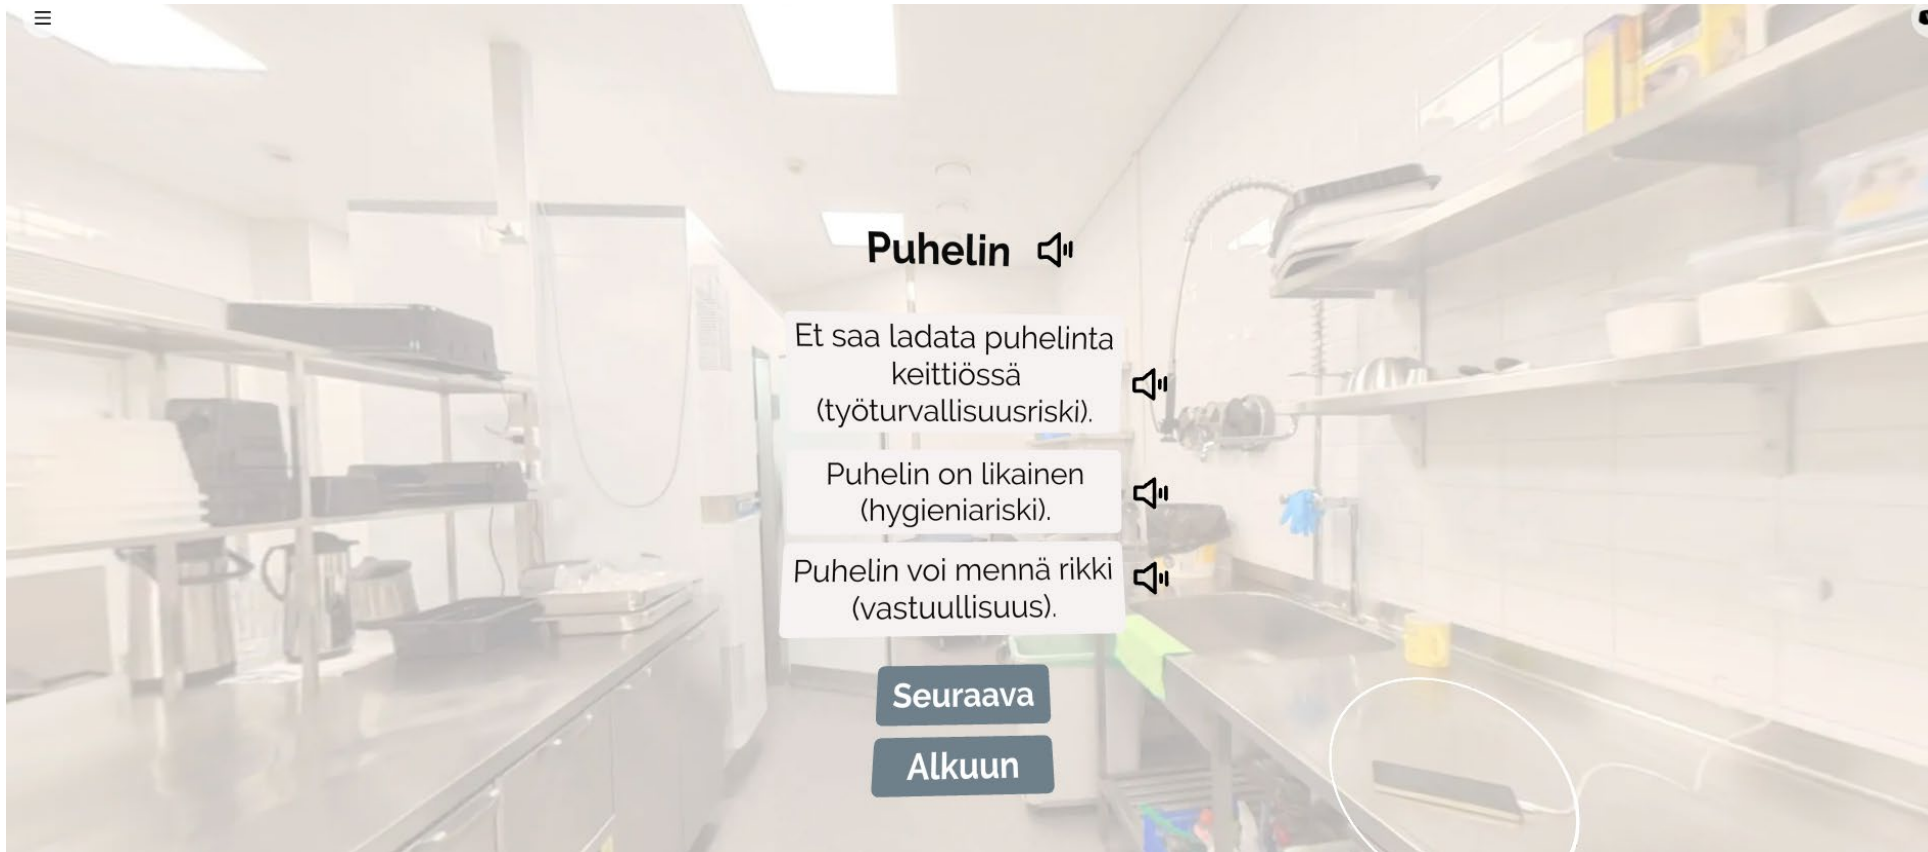 Puhelin
Et saa ladata puhelinta
keittiössä
(työturvallisuusriski).
Puhelin on likainen
(hygieniariski).
Puhelin voi mennä rikki
(vastuullisuus).
Seuraava
Alkuun